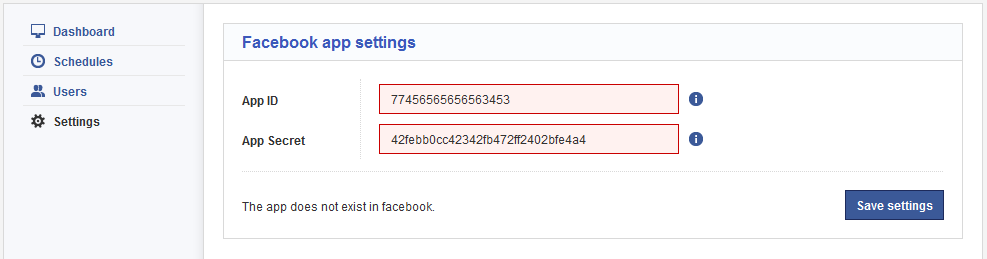 Dashboard
Schedules
Users
Settings
Facebook app settings
App ID 77456565656563453
App Secret 42febb0cc42342fb472ff2402bfe4a4
The app does not exist in facebook.
Save settings